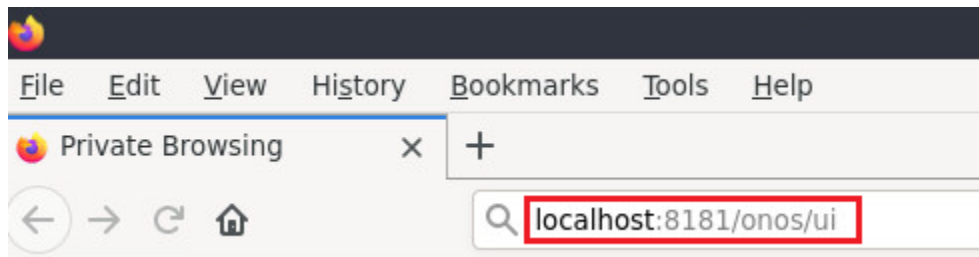 File Edit View History Bookmarks Tools Help
Private Browsing
localhost:8181/onos/ui